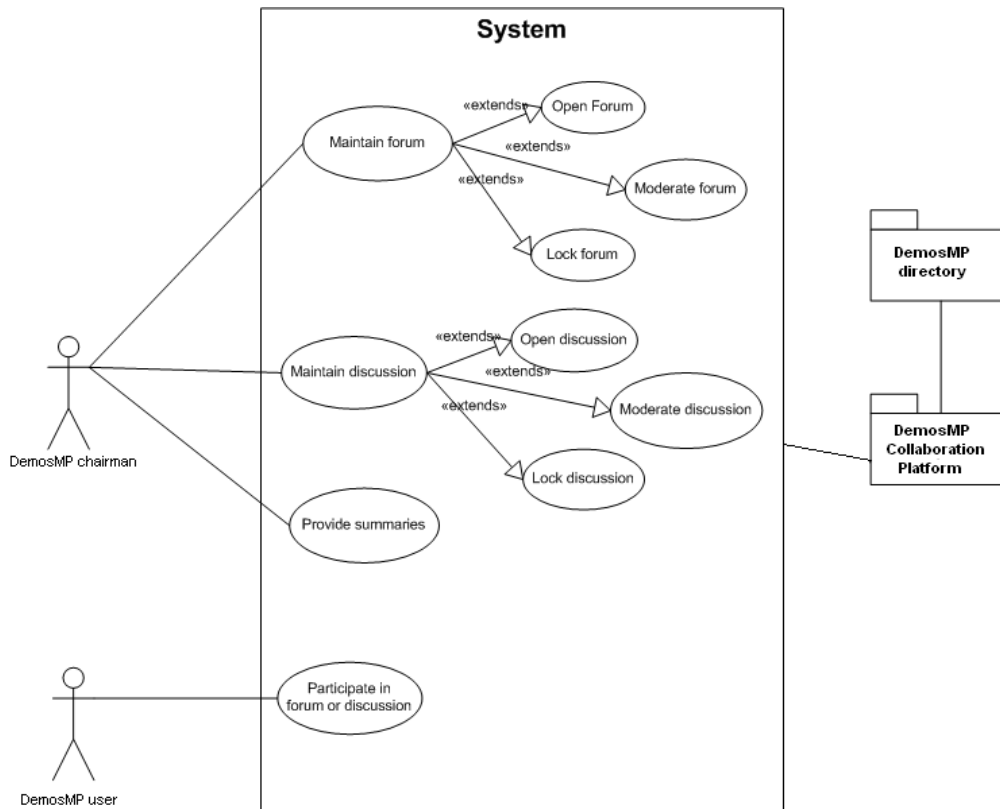 System
«extends»
Open Forum
Maintain forum
«extends»
«extends»
Moderate forum
Lock forum
DemosMP
directory
«extends»
Open discussion
Maintain discussion
«extends»
«extends»
Moderate discussion
DemosMP
Collaboration
Platform
DemosMP chairman
Lock discussion
Provide summaries
Participate in
forum or discussion
DemosMP user